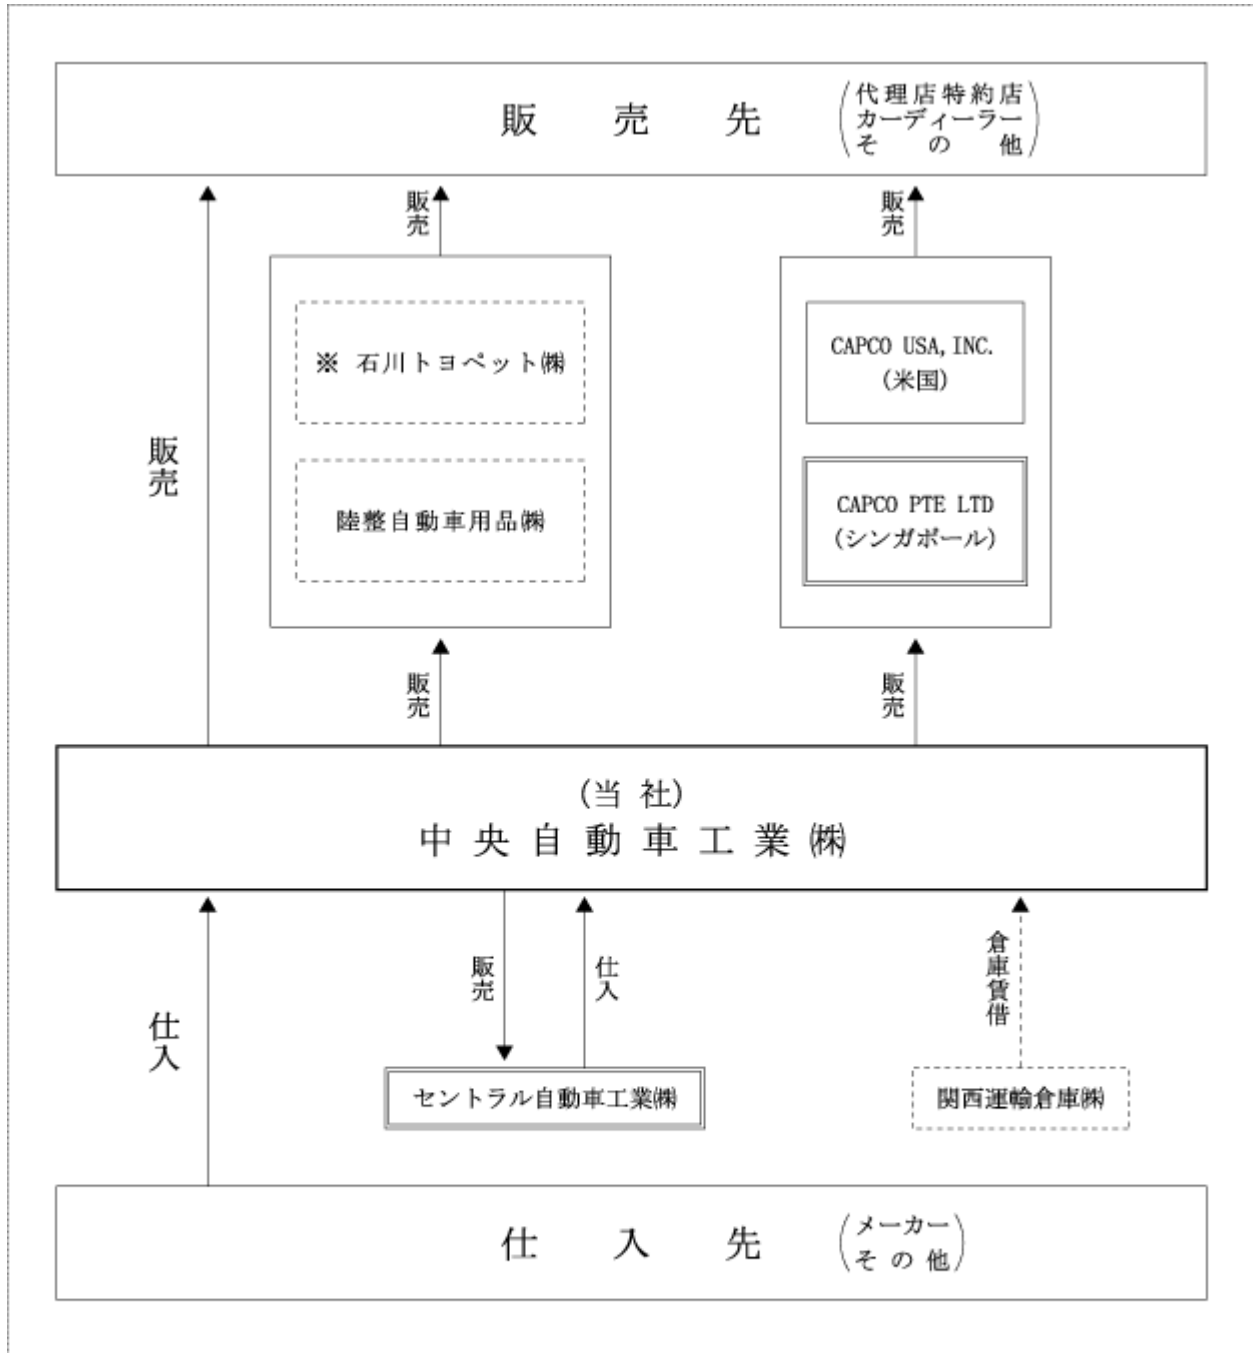 販売先
代理店特約店
カーディーラー
その他
販売
販売
販売
※ 石川トヨペット㈱
陸整自動車用品㈱
CAPCO USA, INC.
(米国)
CAPCO PTE LTD
(シンガポール)
販売
販売
(当社)
中央自動車工業㈱
仕入
販売
仕入
倉庫賃借
セントラル自動車工業㈱
関西運輸倉庫㈱
仕入先
メーカー
その他